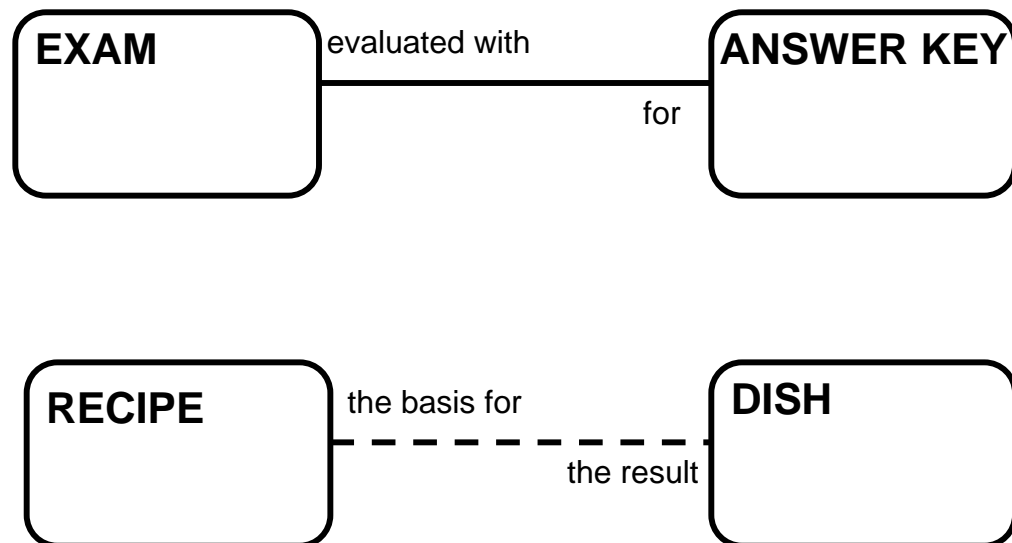 EXAM
evaluated with
ANSWER KEY
for
RECIPE
the basis for
DISH
the result